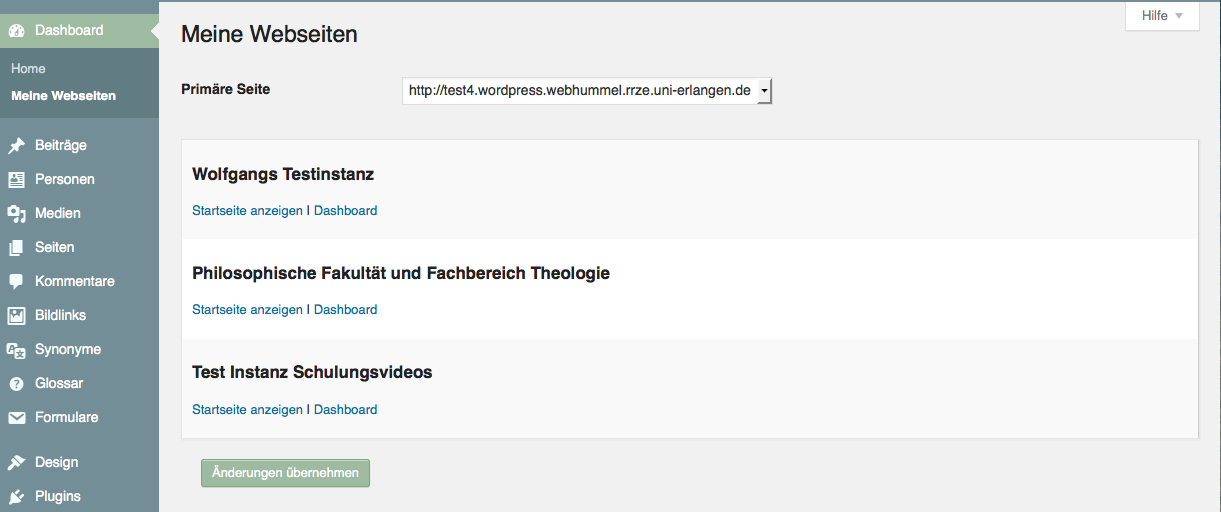 Dashboard
Home
Meine Webseiten
Beiträge
Personen
Medien
Seiten
Kommentare
Bildlinks
Synonyme
Glossar
Formulare
Design
Plugins
Hilfe
Meine Webseiten
Primäre Seite http://test4.wordpress.webhummel.rrze.uni-erlangen.de
Wolfgangs Testinstanz
Startseite anzeigen | Dashboard
Philosophische Fakultät und Fachbereich Theologie
Startseite anzeigen | Dashboard
Test Instanz Schulungsvideos
Startseite anzeigen | Dashboard
Änderungen übernehmen